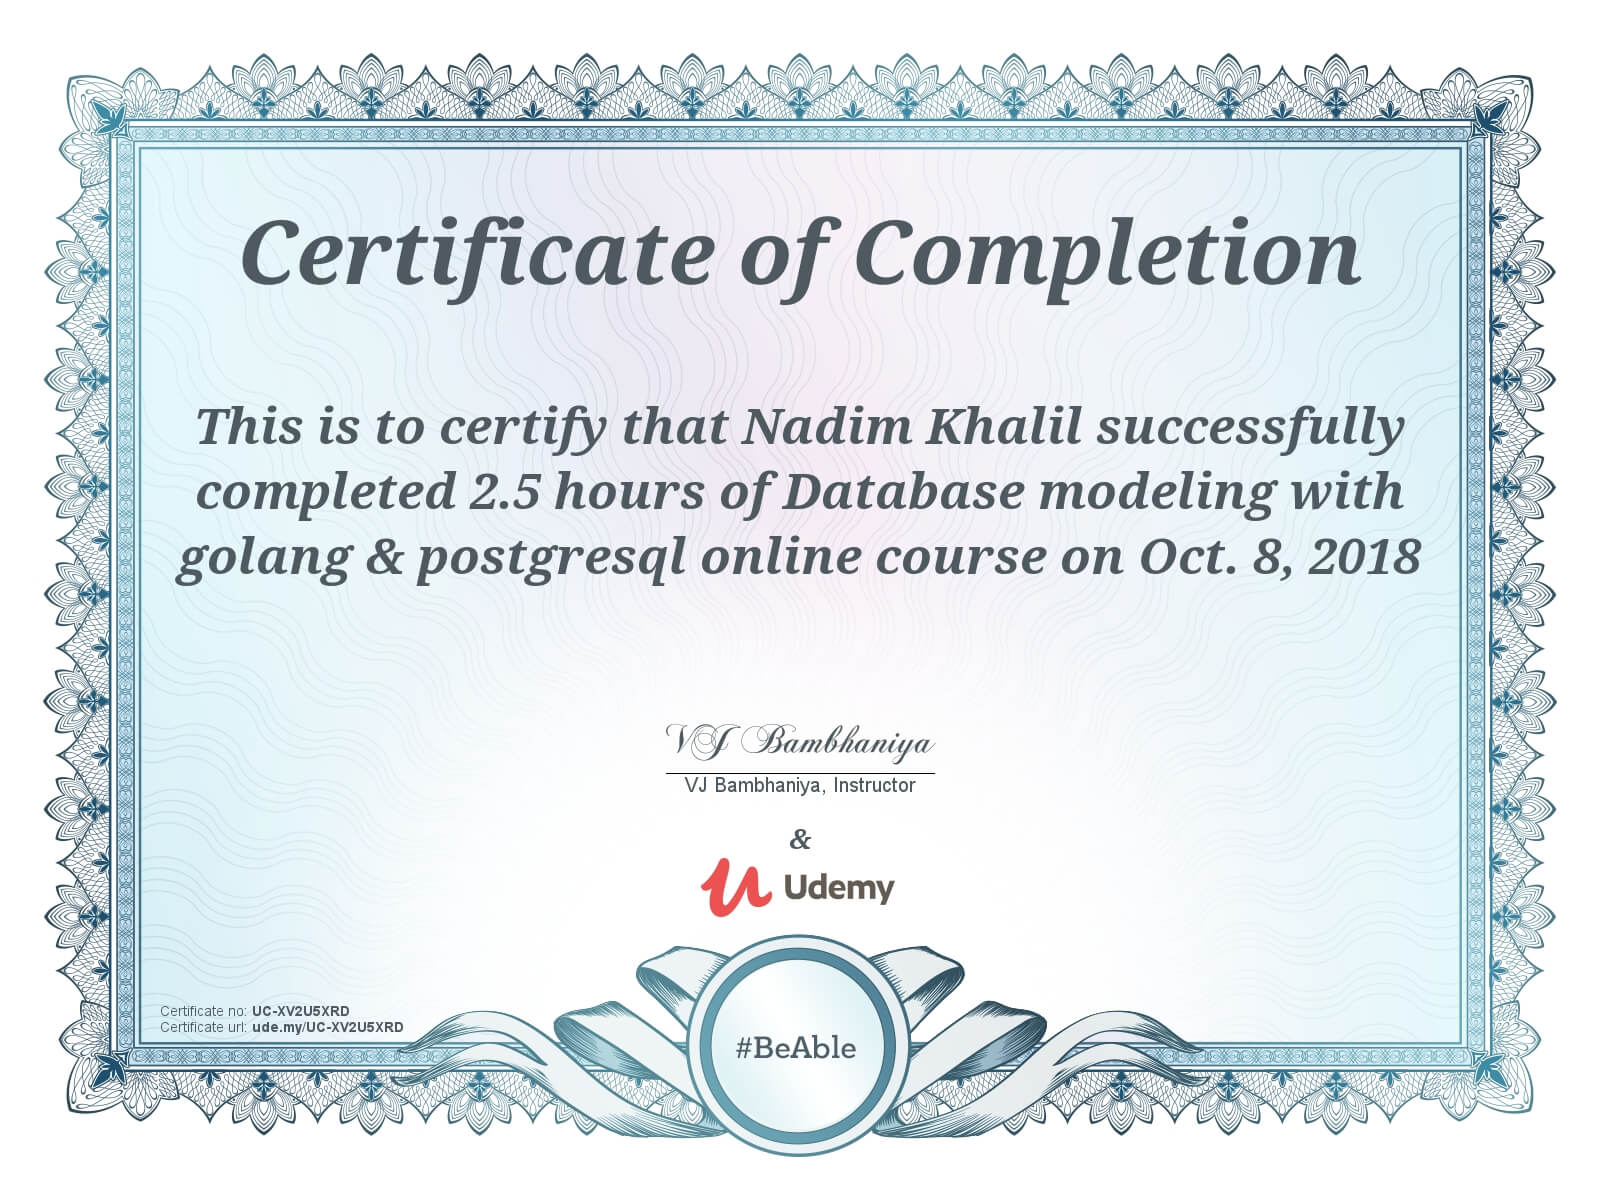 Certificate of Completion
This is to certify that Nadim Khalil successfully
completed 2.5 hours of Database modeling with
golang & postgresql online course on Oct. 8, 2018
VJ Bambhaniya
VJ Bambhaniya, Instructor
&
Udemy
Certificate no: UC-XV2U5XRD
Certificate url: ude.my/UC-XV2U5XRD
#BeAble